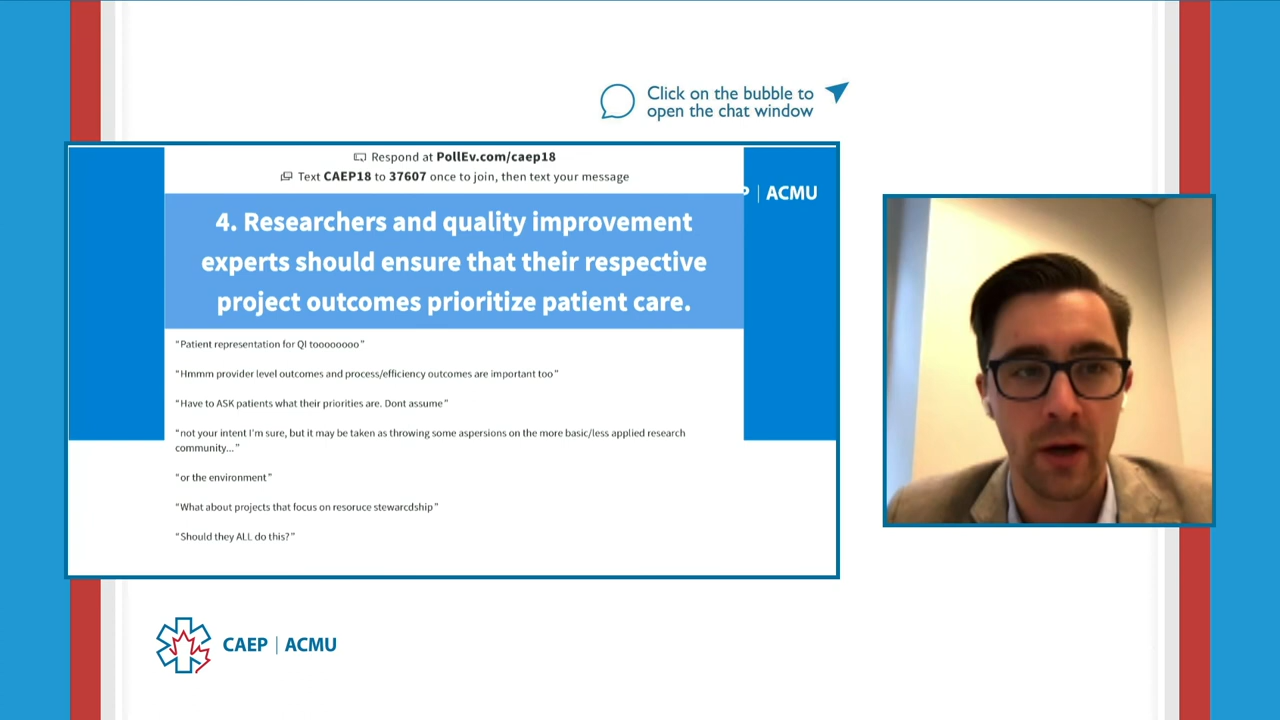 Click on the bubble to
open the chat window
Respond at PollEv.com/caep18
Text CAEP18 to 37607 once to join, then text your message
P | ACMU
4. Researchers and quality improvement
experts should ensure that their respective
project outcomes prioritize patient care.
“Patient representation for QI toooooooo”
“Hmmm provider level outcomes and process/efficiency outcomes are important too”
“Have to ASK patients what their priorities are. Dont assume”
“not your intent I'm sure, but it may be taken as throwing some aspersions on the more basic/less applied research
community...”
“or the environment”
“What about projects that focus on resoruce stewarcdship”
“Should they ALL do this?”
CAEP | ACMU